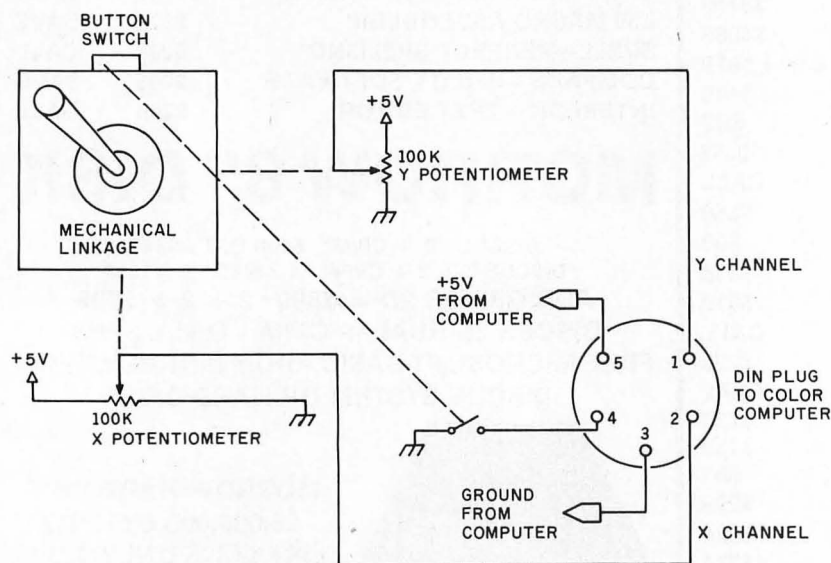 BUTTON
SWITCH
MECHANICAL
LINKAGE
+5V
100K
Y POTENTIOMETER
+5V
100K
X POTENTIOMETER
+5V
FROM
COMPUTER
Y CHANNEL
5
1
4
2
3
DIN PLUG
TO COLOR
COMPUTER
GROUND
FROM
COMPUTER
X CHANNEL